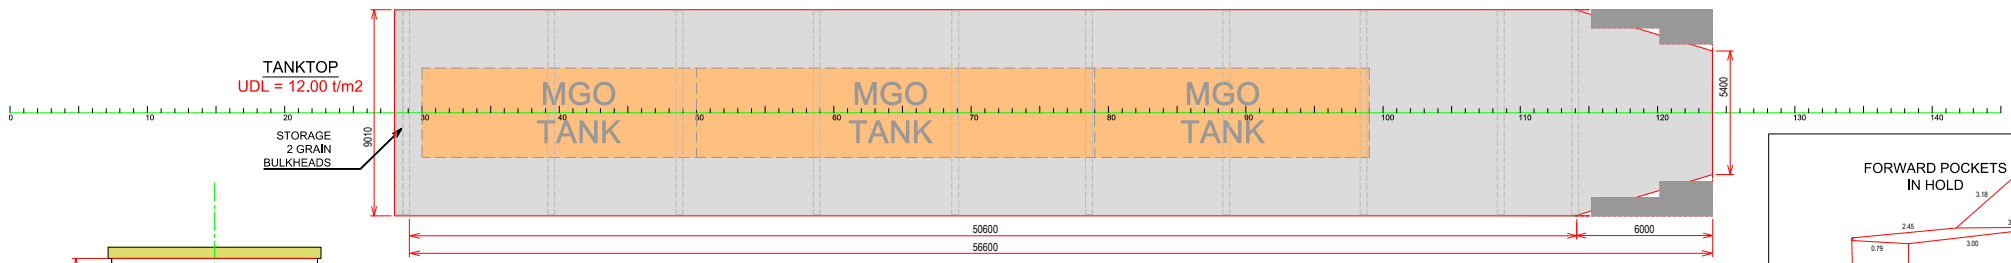 TANKTOP
UDL = 12.00 t/m2
STORAGE
2 GRAIN
BULKHEADS
9010
MGO
TANK
MGO
TANK
MGO
TANK
5400
0
10
20
30
40
50
60
70
80
90
100
110
120
130
140
50600
6000
56600
FORWARD POCKETS
IN HOLD
3.18
2.45
0.79
3.00